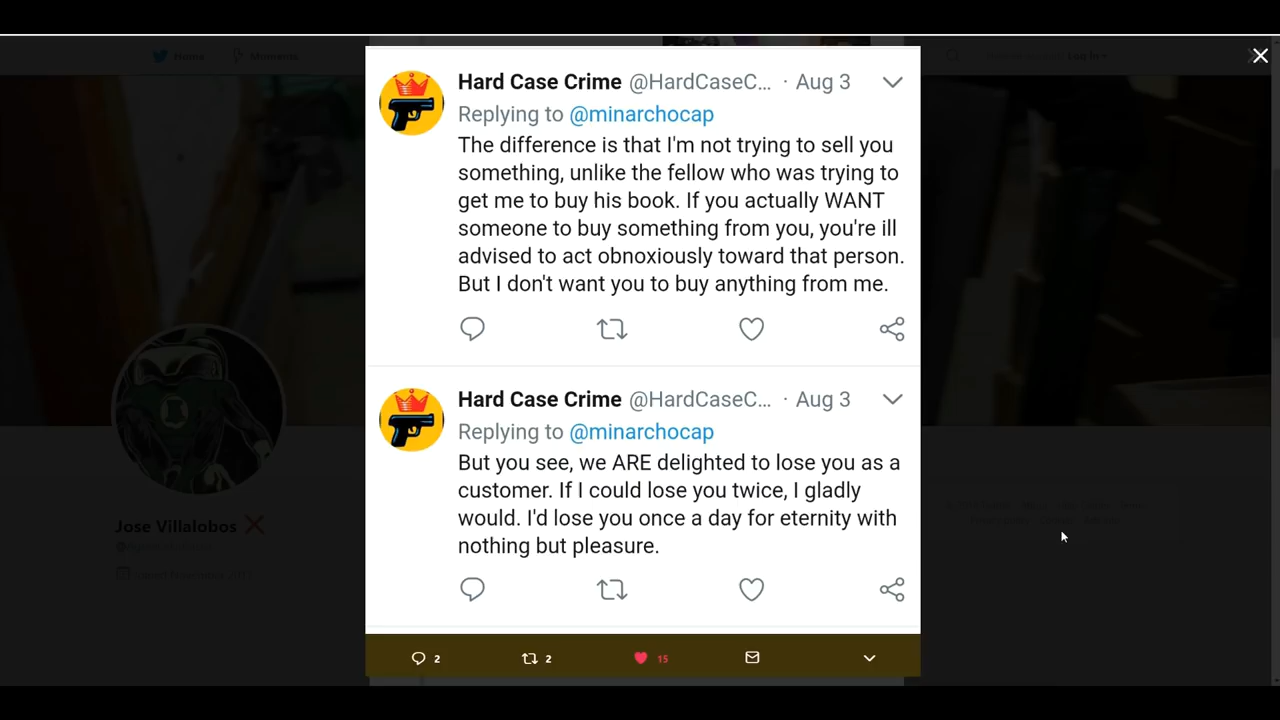 Home
Moments
Log in
Hard Case Crime @HardCaseC... · Aug 3
Replying to @minarchocap
The difference is that I'm not trying to sell you
something, unlike the fellow who was trying to
get me to buy his book. If you actually WANT
someone to buy something from you, you're ill
advised to act obnoxiously toward that person.
But I don't want you to buy anything from me.
Hard Case Crime @HardCaseC... · Aug 3
Replying to @minarchocap
But you see, we ARE delighted to lose you as a
customer. If I could lose you twice, I gladly
would. I'd lose you once a day for eternity with
nothing but pleasure.
Jose Villalobos
2 2 15